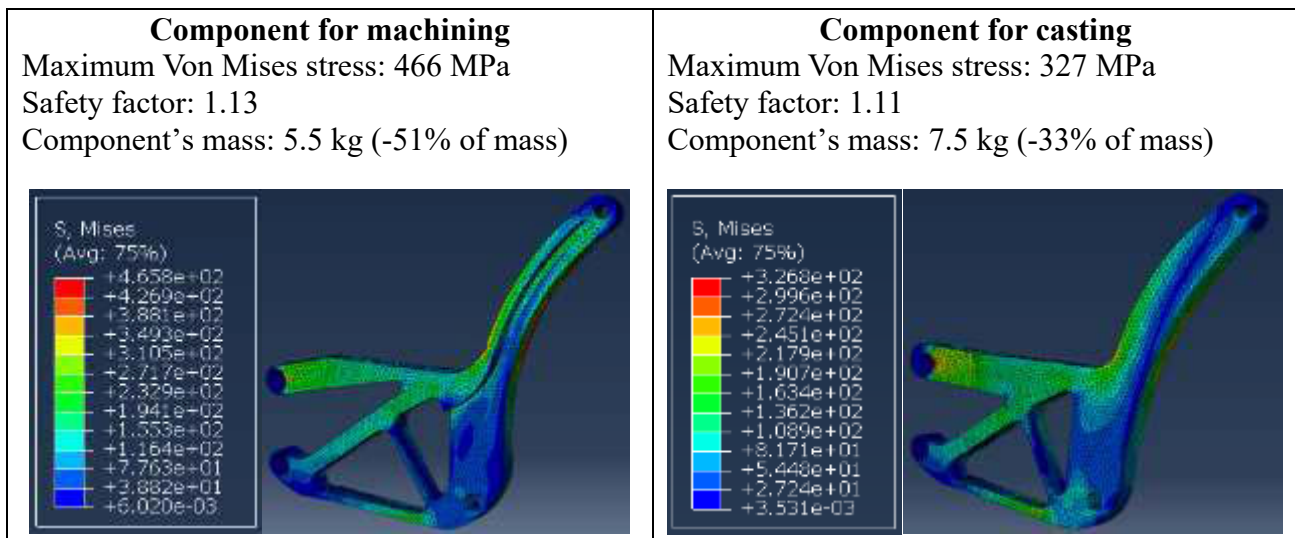 Component for machining
Maximum Von Mises stress: 466 MPa
Safety factor: 1.13
Component’s mass: 5.5 kg (-51% of mass)
S, Mises
(Avg: 75%)
+4.658e+02
+4.269e+02
+3.881e+02
+3.493e+02
+3.105e+02
+2.717e+02
+2.329e+02
+1.941e+02
+1.553e+02
+1.164e+02
+7.763e+01
+3.882e+01
+6.020e-03
Component for casting
Maximum Von Mises stress: 327 MPa
Safety factor: 1.11
Component’s mass: 7.5 kg (-33% of mass)
S, Mises
(Avg: 75%)
+3.268e+02
+2.996e+02
+2.724e+02
+2.451e+02
+2.179e+02
+1.907e+02
+1.634e+02
+1.362e+02
+1.089e+02
+8.171e+01
+5.448e+01
+2.724e+01
+3.531e-03